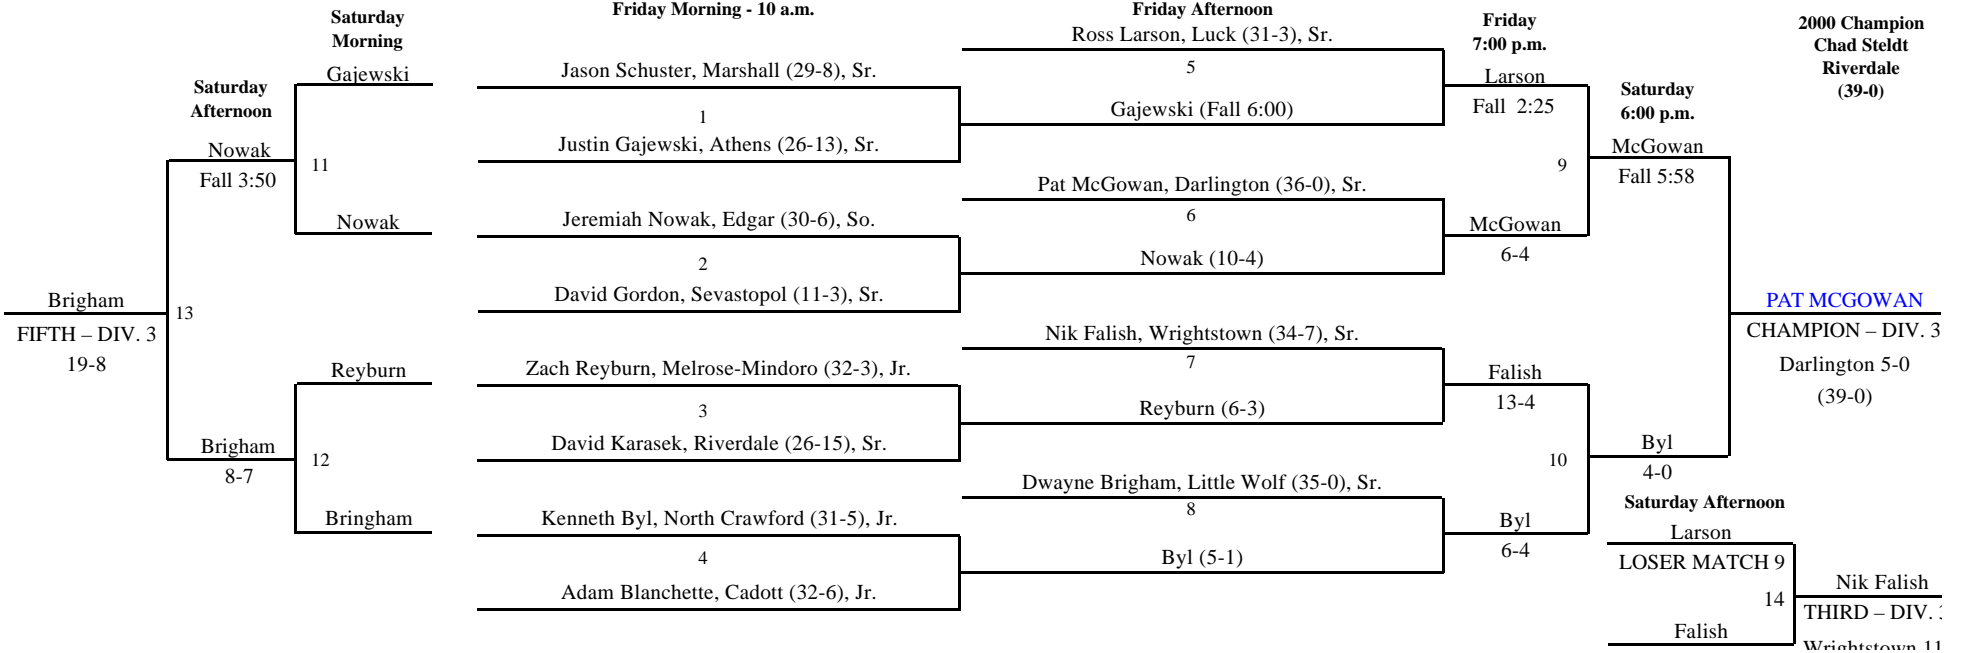 Saturday
Morning
Friday Morning - 10 a.m.
Friday Afternoon
Friday
7:00 p.m.
2000 Champion
Chad Steldt
Riverdale
(39-0)
Saturday
Afternoon
Saturday
6:00 p.m.
Gajewski
Nowak
Fall 3:50
11
Nowak
Brigham
FIFTH – DIV. 3
19-8
13
Reyburn
Brigham
8-7
12
Bringham
Jason Schuster, Marshall (29-8), Sr.
1
Justin Gajewski, Athens (26-13), Sr.
Jeremiah Nowak, Edgar (30-6), So.
2
David Gordon, Sevastopol (11-3), Sr.
Zach Reyburn, Melrose-Mindoro (32-3), Jr.
3
David Karasek, Riverdale (26-15), Sr.
Kenneth Byl, North Crawford (31-5), Jr.
4
Adam Blanchette, Cadott (32-6), Jr.
Ross Larson, Luck (31-3), Sr.
5
Gajewski (Fall 6:00)
Pat McGowan, Darlington (36-0), Sr.
6
Nowak (10-4)
Nik Falish, Wrightstown (34-7), Sr.
7
Reyburn (6-3)
Dwayne Brigham, Little Wolf (35-0), Sr.
8
Byl (5-1)
Larson
Fall 2:25
9
McGowan
6-4
Falish
13-4
10
Byl
6-4
McGowan
Fall 5:58
Byl
4-0
PAT MCGOWAN
CHAMPION – DIV. 3
Darlington 5-0
(39-0)
Saturday Afternoon
Larson
LOSER MATCH 9
14
Falish
Nik Falish
THIRD – DIV.
Wrightstown 11